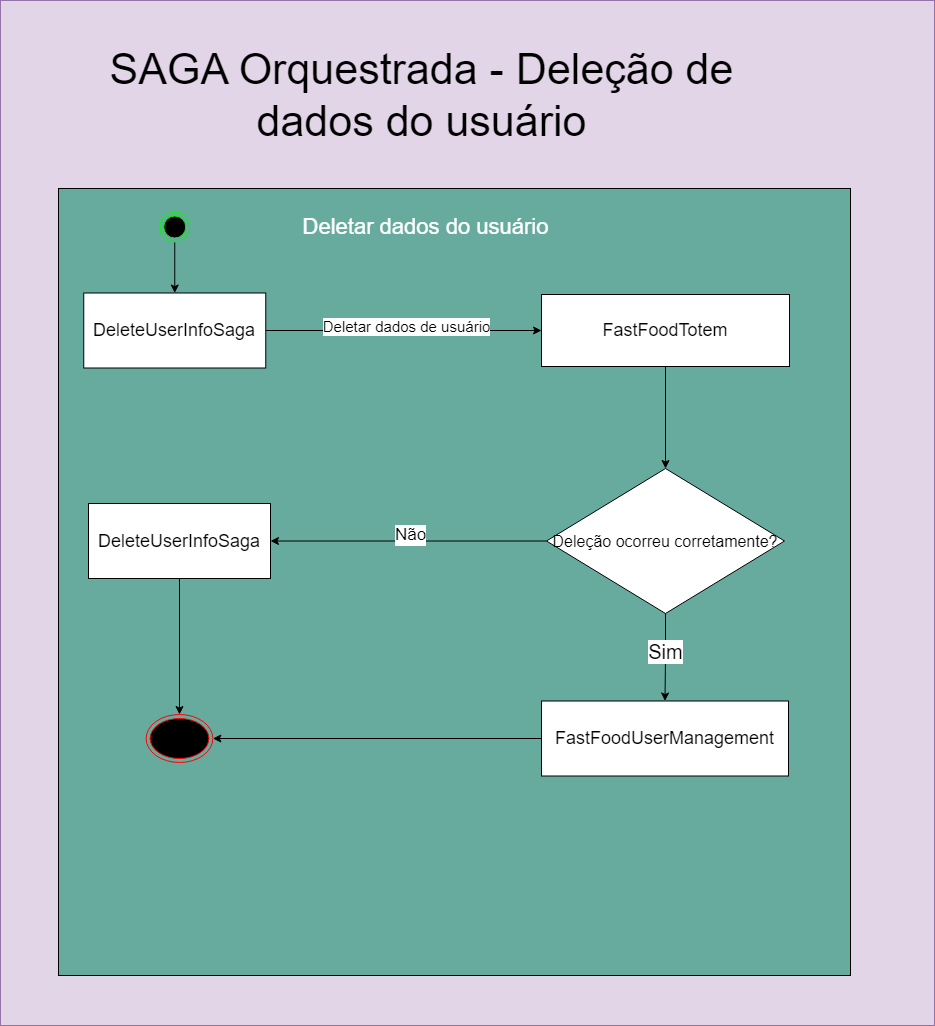 SAGA Orquestrada - Deleção de
dados do usuário
Deletar dados do usuário
DeleteUserInfoSaga
Deletar dados de usuário
FastFoodTotem
DeleteUserInfoSaga
Não
Deleção ocorreu corretamente?
Sim
FastFoodUserManagement